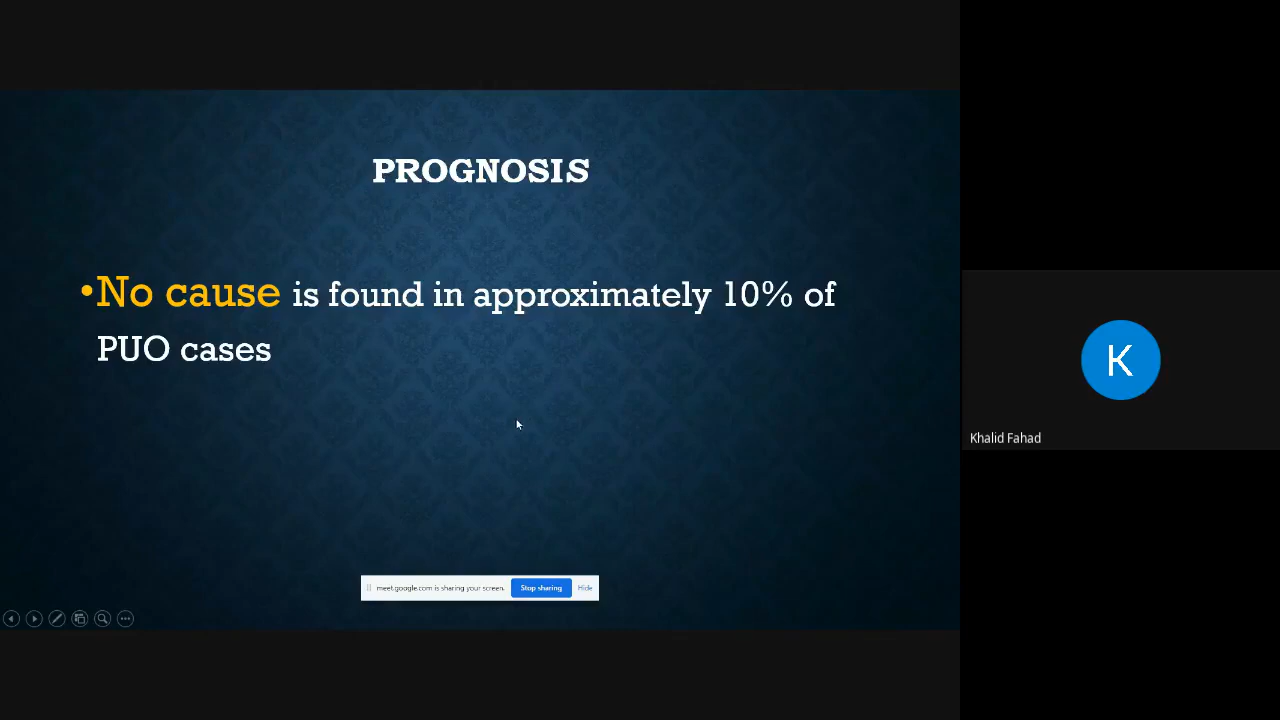 PROGNOSIS
•No cause is found in approximately 10% of
PUO cases
K
Khalid Fahad
meet.google.com is sharing your screen. Stop sharing Hide